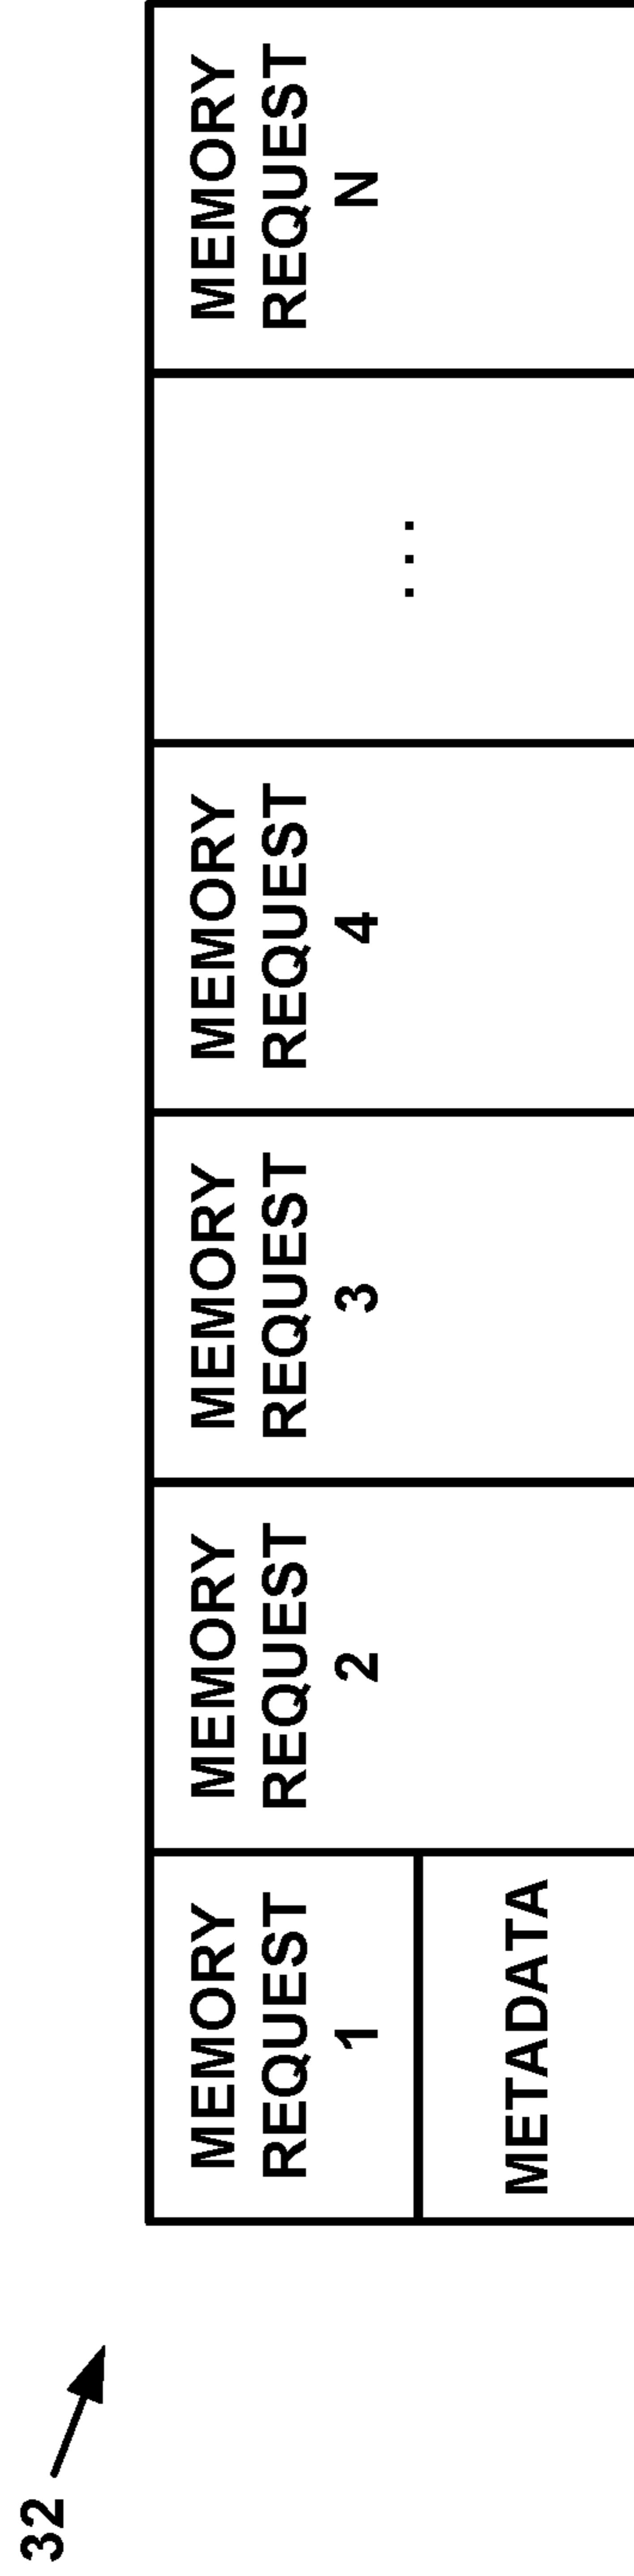 32
MEMORY
REQUEST
1
METADATA
MEMORY
REQUEST
2
MEMORY
REQUEST
3
MEMORY
REQUEST
4
...
MEMORY
REQUEST
N